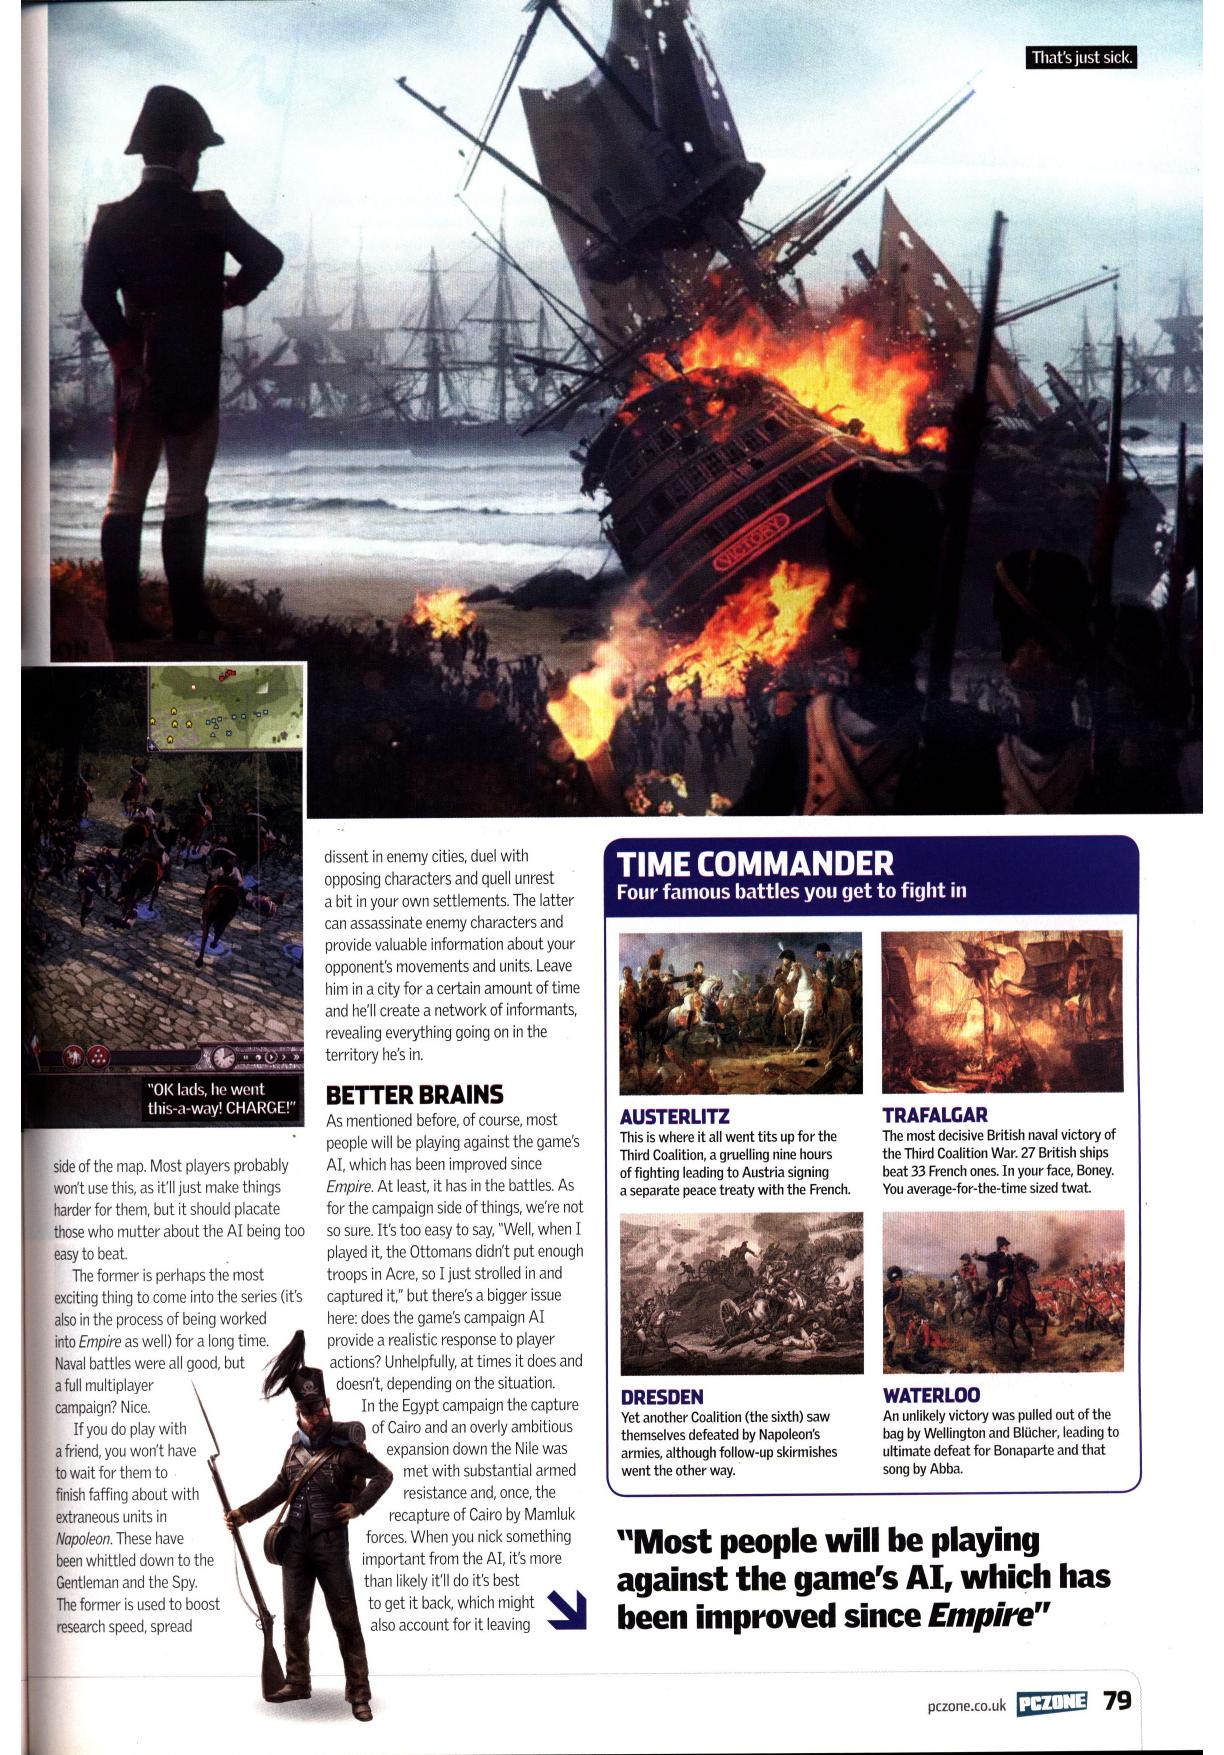 That's just sick.
VICTORY
"OK lads, he went
this-a-way! CHARGE!"
side of the map. Most players probably
won't use this, as it'll just make things
harder for them, but it should placate
those who mutter about the AI being too
easy to beat.
The former is perhaps the most
exciting thing to come into the series (it's
also in the process of being worked
into Empire as well) for a long time.
Naval battles were all good, but
a full multiplayer
campaign? Nice.
If you do play with
a friend, you won't have
to wait for them to
finish faffing about with
extraneous units in
Napoleon. These have
been whittled down to the
Gentleman and the Spy.
The former is used to boost
research speed, spread
dissent in enemy cities, duel with
opposing characters and quell unrest
a bit in your own settlements. The latter
can assassinate enemy characters and
provide valuable information about your
opponent's movements and units. Leave
him in a city for a certain amount of time
and he'll create a network of informants,
revealing everything going on in the
territory he's in.
BETTER BRAINS
As mentioned before, of course, most
people will be playing against the game's
AI, which has been improved since
Empire. At least, it has in the battles. As
for the campaign side of things, we're not
so sure. It's too easy to say, "Well, when I
played it, the Ottomans didn't put enough
troops in Acre, so I just strolled in and
captured it," but there's a bigger issue
here: does the game's campaign AI
provide a realistic response to player
actions? Unhelpfully, at times it does and
doesn't, depending on the situation.
In the Egypt campaign the capture
of Cairo and an overly ambitious
expansion down the Nile was
met with substantial armed
resistance and, once, the
recapture of Cairo by Mamluk
forces. When you nick something
important from the AI, it's more
than likely it'll do it's best
to get it back, which might
also account for it leaving
TIME COMMANDER
Four famous battles you get to fight in
AUSTERLITZ
This is where it all went tits up for the
Third Coalition, a gruelling nine hours
of fighting leading to Austria signing
a separate peace treaty with the French.
TRAFALGAR
The most decisive British naval victory of
the Third Coalition War. 27 British ships
beat 33 French ones. In your face, Boney.
You average-for-the-time sized twat.
DRESDEN
Yet another Coalition (the sixth) saw
themselves defeated by Napoleon's
armies, although follow-up skirmishes
went the other way.
WATERLOO
An unlikely victory was pulled out of the
bag by Wellington and Blücher, leading to
ultimate defeat for Bonaparte and that
song by Abba.
"Most people will be playing
against the game's AI, which has
been improved since Empire"
pczone.co.uk PCZONE 79